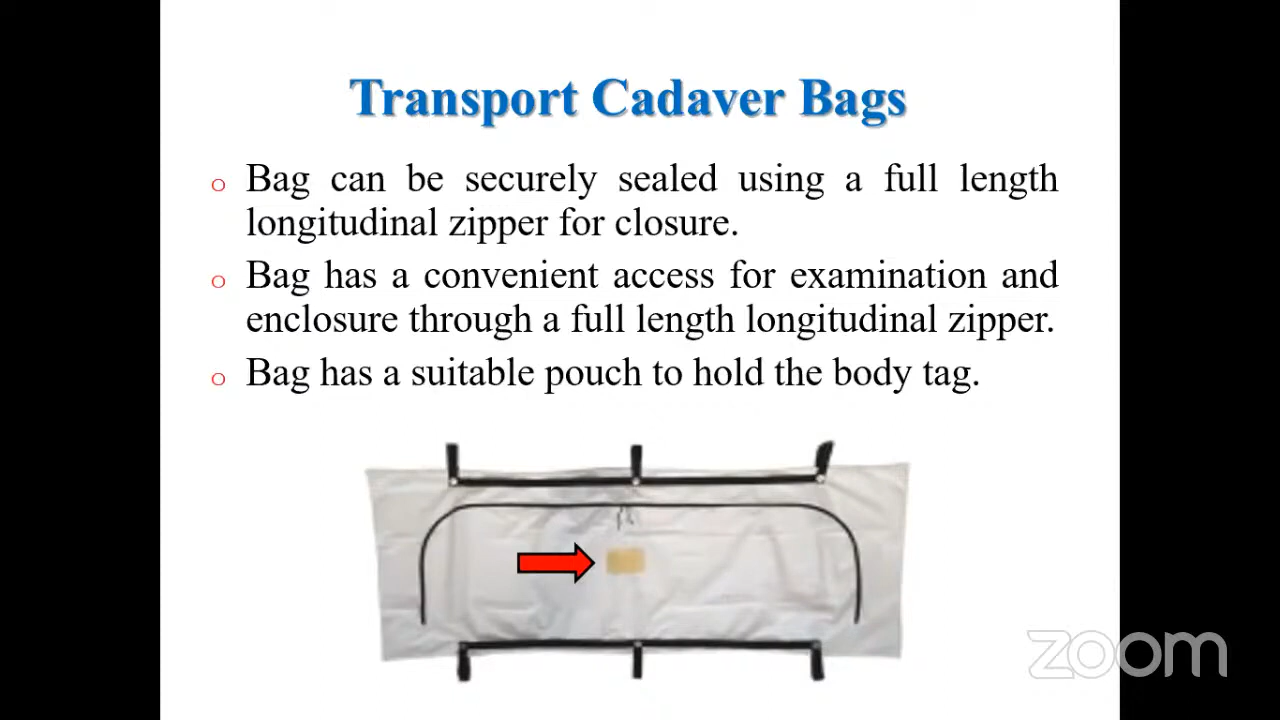 Transport Cadaver Bags
o Bag can be securely sealed using a full length
longitudinal zipper for closure.
o Bag has a convenient access for examination and
enclosure through a full length longitudinal zipper.
o Bag has a suitable pouch to hold the body tag.
zoom